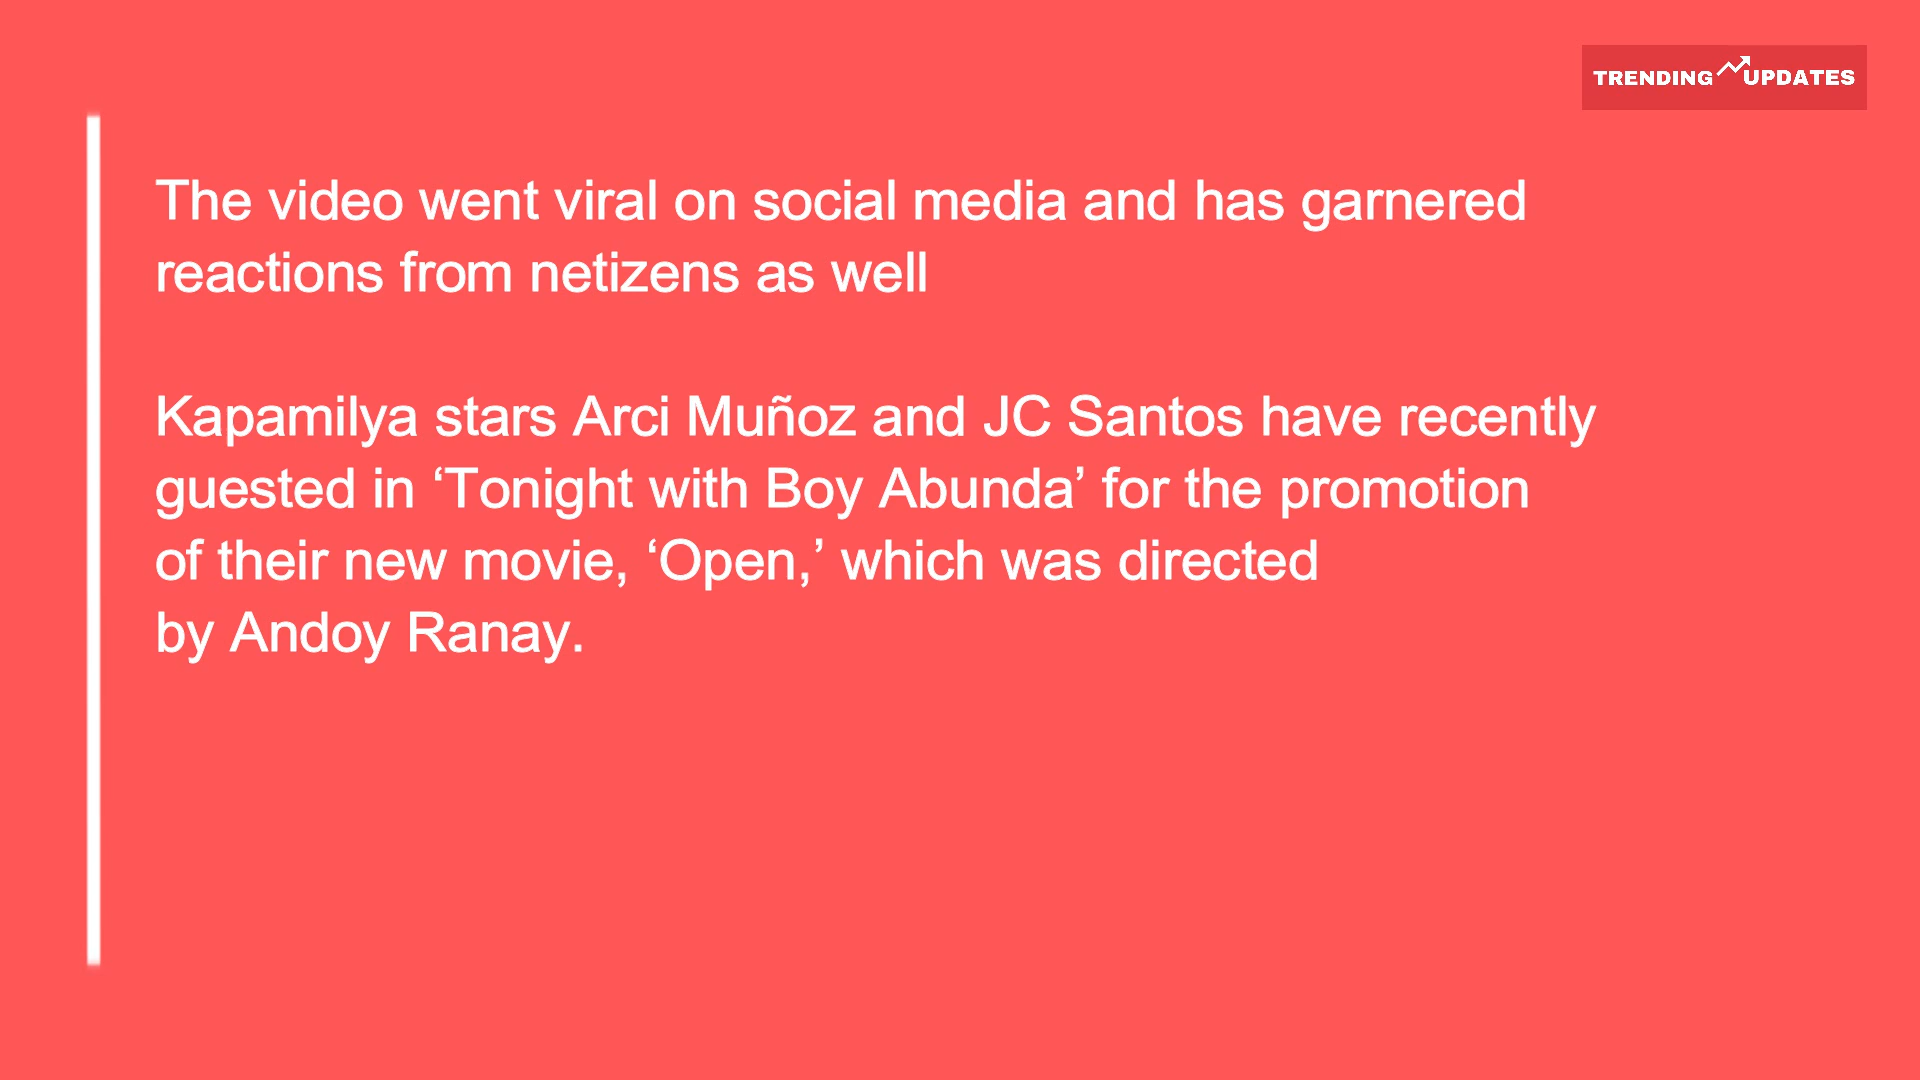 TRENDING UPDATES
The video went viral on social media and has garnered
reactions from netizens as well
Kapamilya stars Arci Muñoz and JC Santos have recently
guested in ‘Tonight with Boy Abunda’ for the promotion
of their new movie, ‘Open,’ which was directed
by Andoy Ranay.